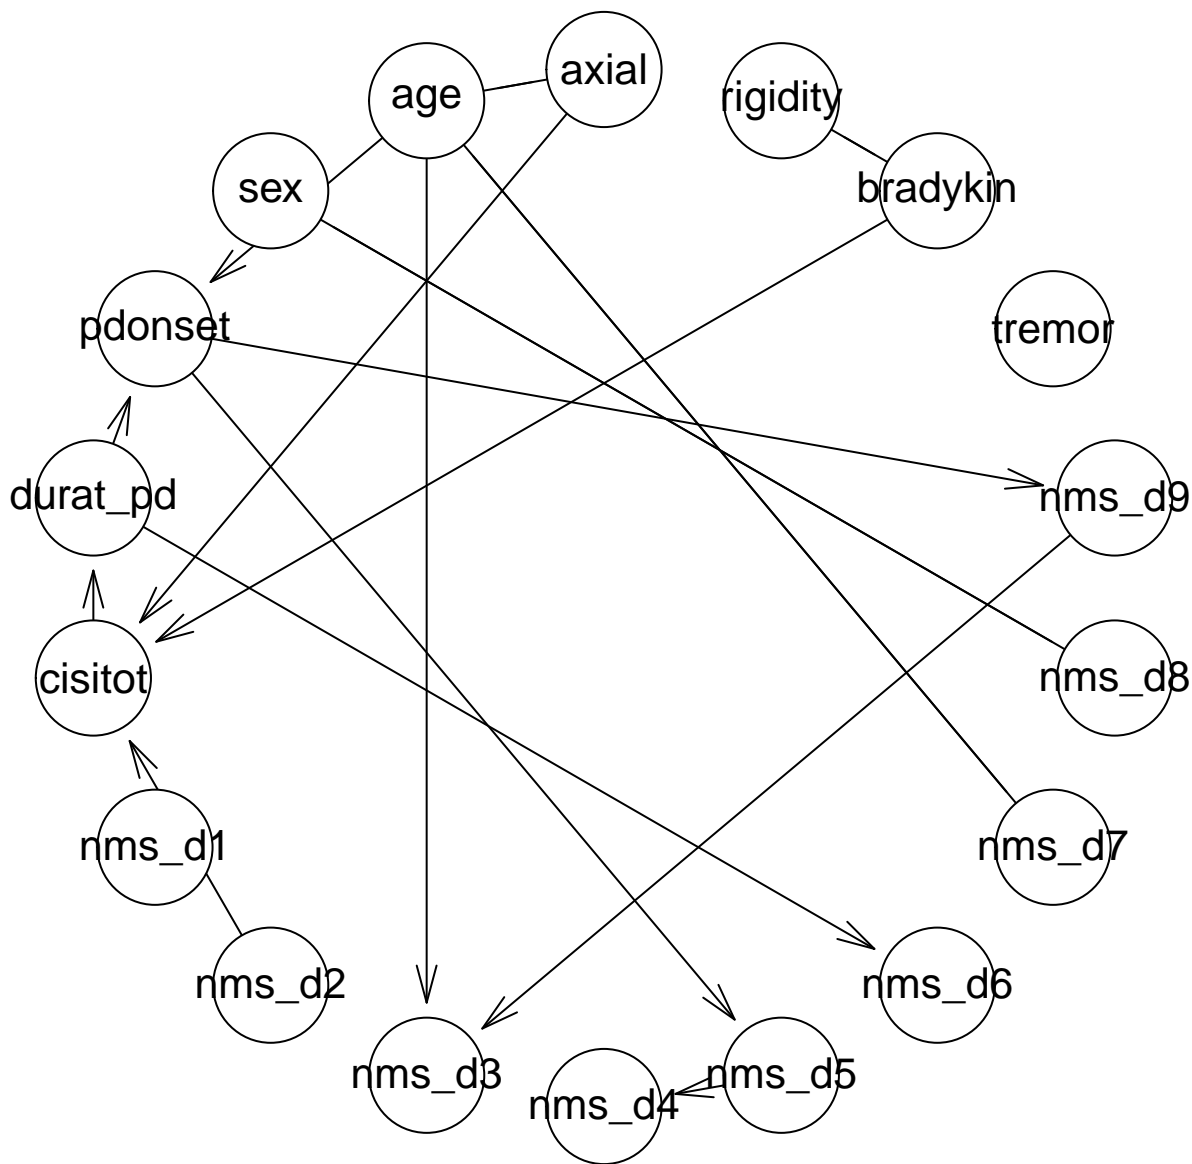 axial
age
rigidity
sex
bradykin
pdonset
tremor
durat_pd
nms_d9
cisitot
nms_d8
nms_d1
nms_d7
nms_d2
nms_d6
nms_d3
nms_d5
nms_d4